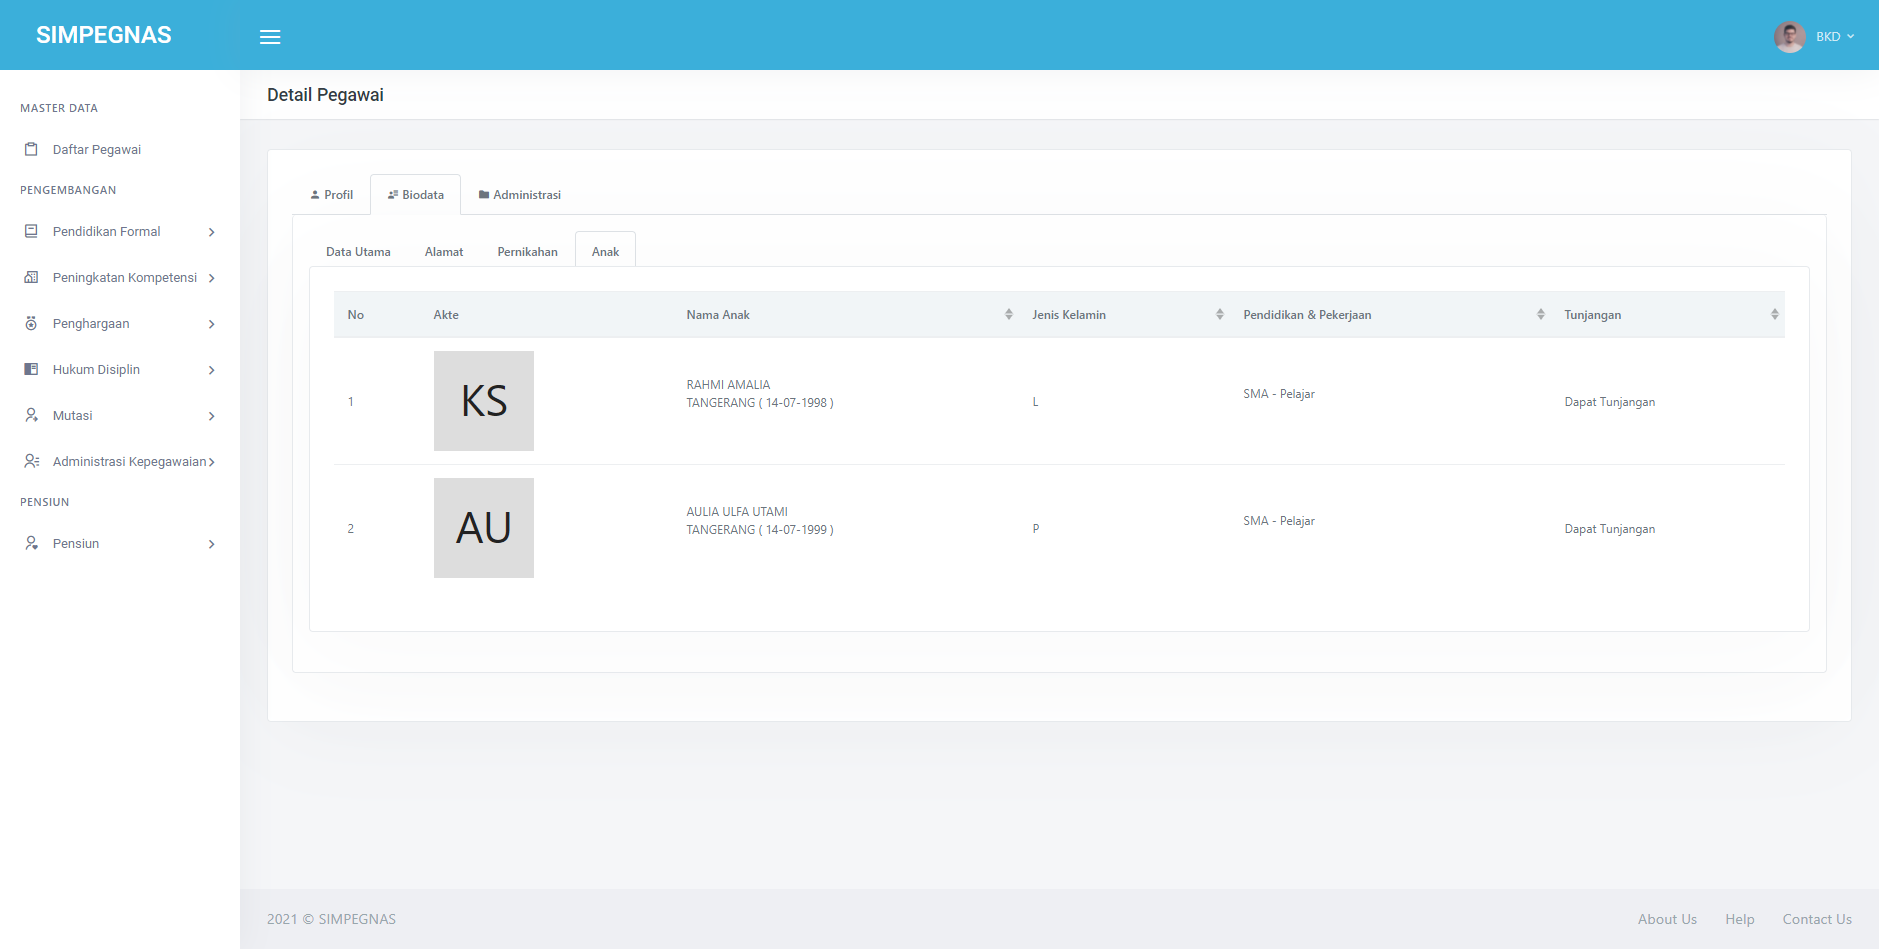 SIMPEGNAS
BKD
MASTER DATA
Daftar Pegawai
PENGEMBANGAN
Pendidikan Formal
Peningkatan Kompetensi
Penghargaan
Hukum Disiplin
Mutasi
Administrasi Kepegawaian
PENSIUN
Pensiun
Detail Pegawai
Profil Biodata Administrasi
Data Utama Alamat Pernikahan Anak
No Akte Nama Anak Jenis Kelamin Pendidikan & Pekerjaan Tunjangan
1 KS RAHMI AMALIA
TANGERANG ( 14-07-1998 ) L SMA - Pelajar Dapat Tunjangan
2 AU AULIA ULFA UTAMI
TANGERANG ( 14-07-1999 ) P SMA - Pelajar Dapat Tunjangan
2021 © SIMPEGNAS
About Us Help Contact Us